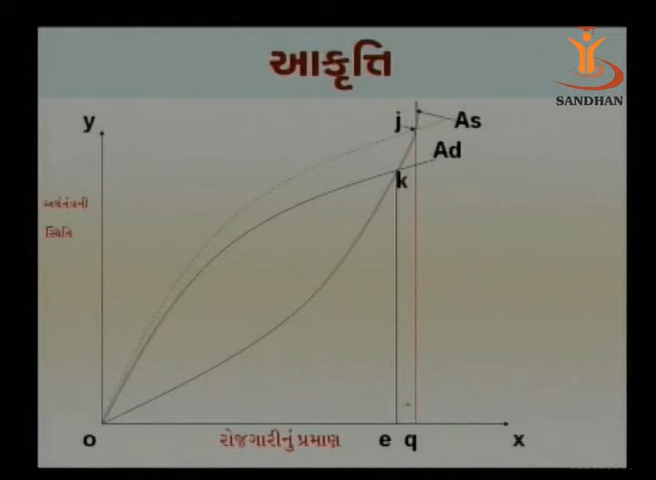 આકૃત્તિ
SANDHAN
y
j
As
Ad
k
અર્થતંત્રની
સ્થિતિ
o
રોજગારીનું પ્રમાણ
e
q
x